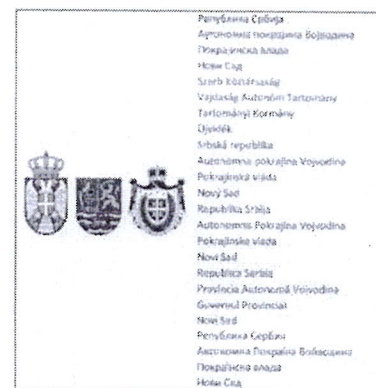 Република Србија
Аутономна покрајина Војводина
Покрајинска влада
Нови Сад
Szerb Köztársaság
Vajdaság Autonóm Tartomány
Tartományi Kormány
Újvidék
Srbská republika
Autonómna pokrajina Vojvodina
Pokrajinská vláda
Nový Sad
Republika Srbija
Autonomna Pokrajina Vojvodina
Pokrajinska vlada
Novi Sad
Republica Serbia
Provincia Autonomă Voivodina
Guvernul Provincial
Novi Sad
Република Сербия
Автономна Покраїна Войводина
Покраїнска влада
Нови Сад